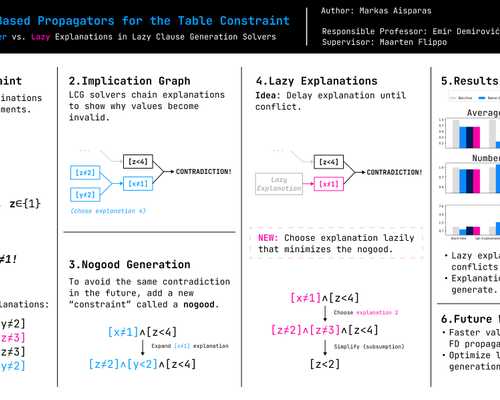 Based Propagators for the Table Constraint
er vs. Lazy Explanations in Lazy Clause Generation Solvers
Author: Markas Aisparas
Responsible Professor: Emir Demirović
Supervisor: Maarten Flippo
aint
inations
ments.
, z∈{1}
≠1!
lanations:
y≠2]
z≠3]
z≠3]
y≠2]
2.Implication Graph
LCG solvers chain explanations
to show why values become
invalid.
...
[z<4]
[z≠2]
[x≠1]
CONTRADICTION!
[y≠2]
(choose explanation 4)
3.Nogood Generation
To avoid the same contradiction
in the future, add a new
"constraint" called a nogood.
[x≠1]∧[z<4]
Expand [x≠1] explanation
[z≠2]∧[y<2]∧[z<4]
4.Lazy Explanations
Idea: Delay explanation until
conflict.
...
[z<4]
Lazy
Explanation
[x≠1]
CONTRADICTION!
NEW: Choose explanation lazily
that minimizes the nogood.
[x≠1]∧[z<4]
Choose explanation 2
[z≠2]∧[z≠3]∧[z<4]
Simplify (subsumption)
[z<2]
5.Results
Average
Number
Lazy expla
conflicts
Explanation
generate.
6.Future
Faster val
FD propaga
Optimize l
generation